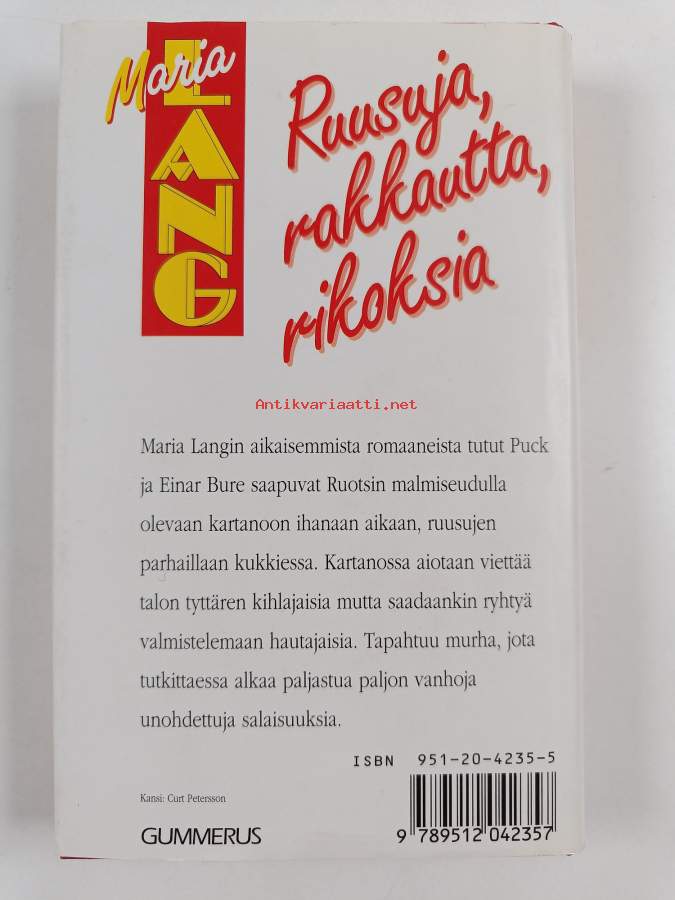 Maria
LANG
Ruusuja,
rakkautta,
rikoksia
Antikvariaatti.net
Maria Langin aikaisemmista romaaneista tutut Puck
ja Einar Bure saapuvat Ruotsin malmiseudulla
olevaan kartanoon ihanaan aikaan, ruusujen
parhaillaan kukkiessa. Kartanossa aiotaan viettää
talon tyttären kihlajaisia mutta saadaankin ryhtyä
valmistelemaan hautajaisia. Tapahtuu murha, jota
tutkittaessa alkaa paljastua paljon vanhoja
unohdettuja salaisuuksia.
ISBN 951-20-4235-5
Kansi: Curt Petersson
GUMMERUS
9 789512 042357